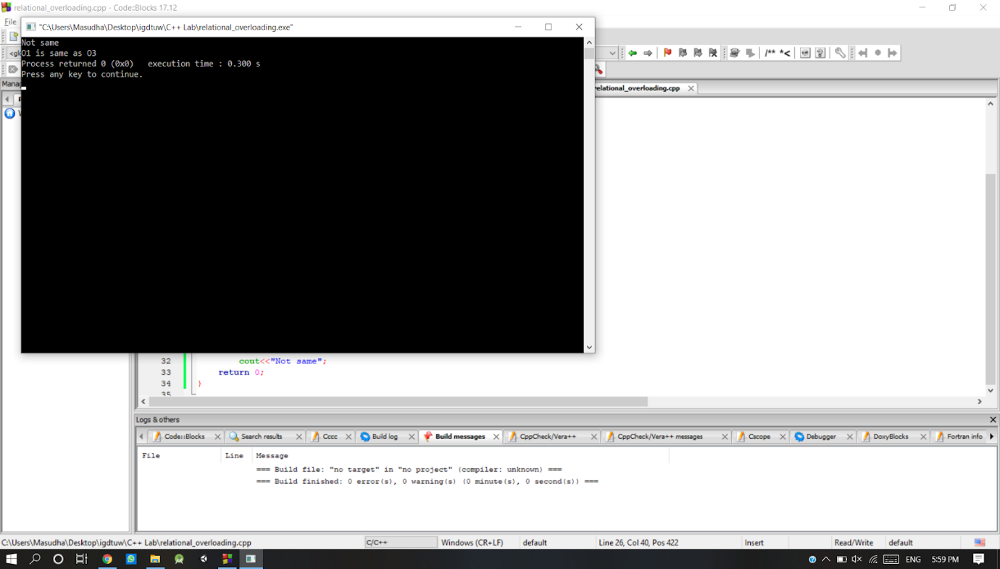 relational_overloading.cpp - Code::Blocks 17.12
File
"C:\Users\Masudha\Desktop\igdtuw\C++ Lab\relational_overloading.exe"
Not same
O1 is same as O3
Process returned 0 (0x0)   execution time : 0.300 s
Press any key to continue.
/** *<
relational_overloading.cpp
32 cout<<"Not same";
33 return 0;
34 }
35
Logs & others
Code::Blocks Search results Cccc Build log Build messages CppCheck/Vera++ CppCheck/Vera++ messages Cscope Debugger DoxyBlocks Fortran info
File Line Message
=== Build file: "no target" in "no project" (compiler: unknown) ===
=== Build finished: 0 error(s), 0 warning(s) (0 minute(s), 0 second(s)) ===
C:\Users\Masudha\Desktop\igdtuw\C++ Lab\relational_overloading.cpp C/C++ Windows (CR+LF) default Line 26, Col 40, Pos 422 Insert Read/Write default
ENG 5:59 PM